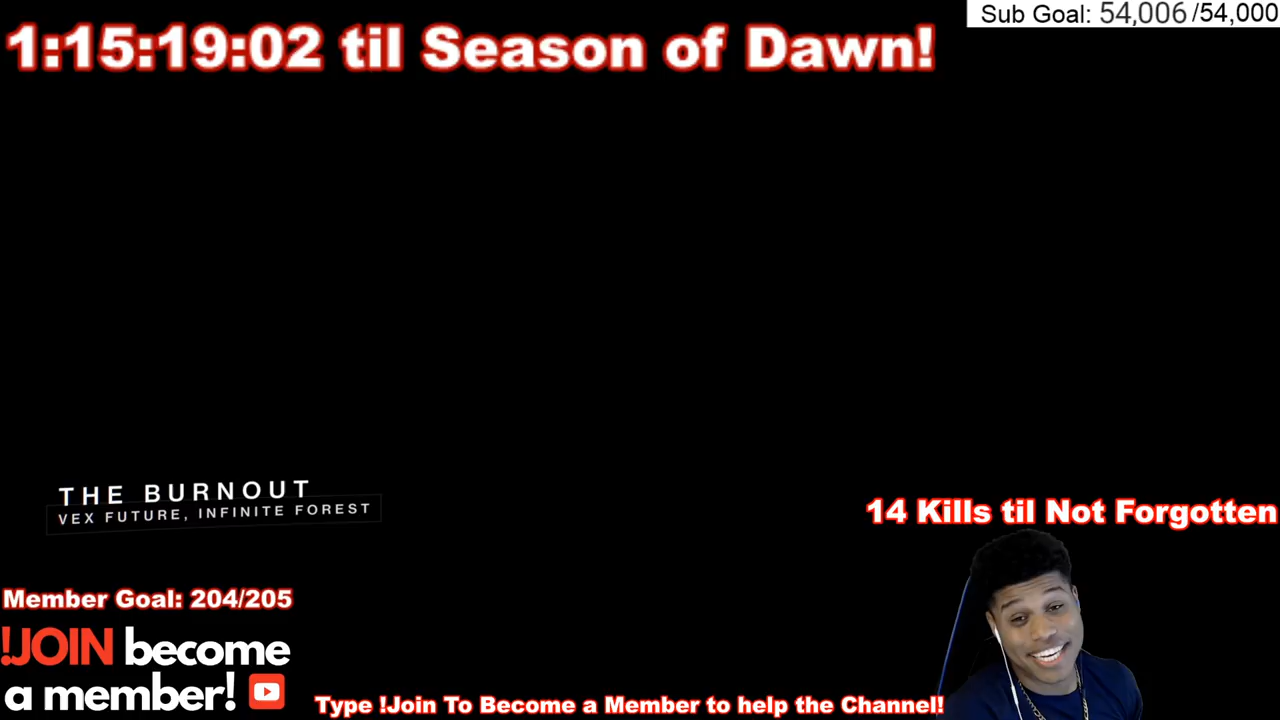 Sub Goal: 54,006/54,000
1:15:19:02 til Season of Dawn!
THE BURNOUT
VEX FUTURE, INFINITE FOREST
14 Kills til Not Forgotten
Member Goal: 204/205
!JOIN become
a member!
Type !Join To Become a Member to help the Channel!